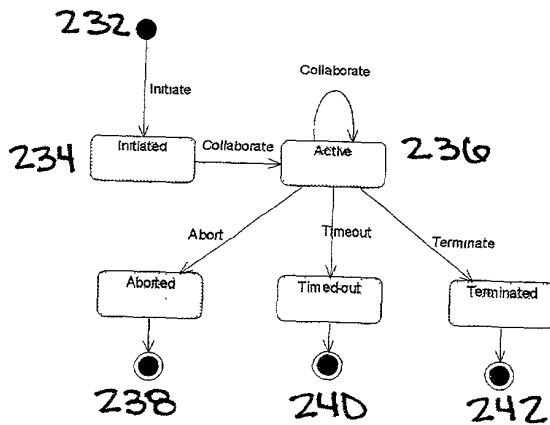 232
Initiate
Collaborate
234
Initiated
Collaborate
Active
236
Abort
Timeout
Terminate
Aborted
Timed-out
Terminated
238
240
242